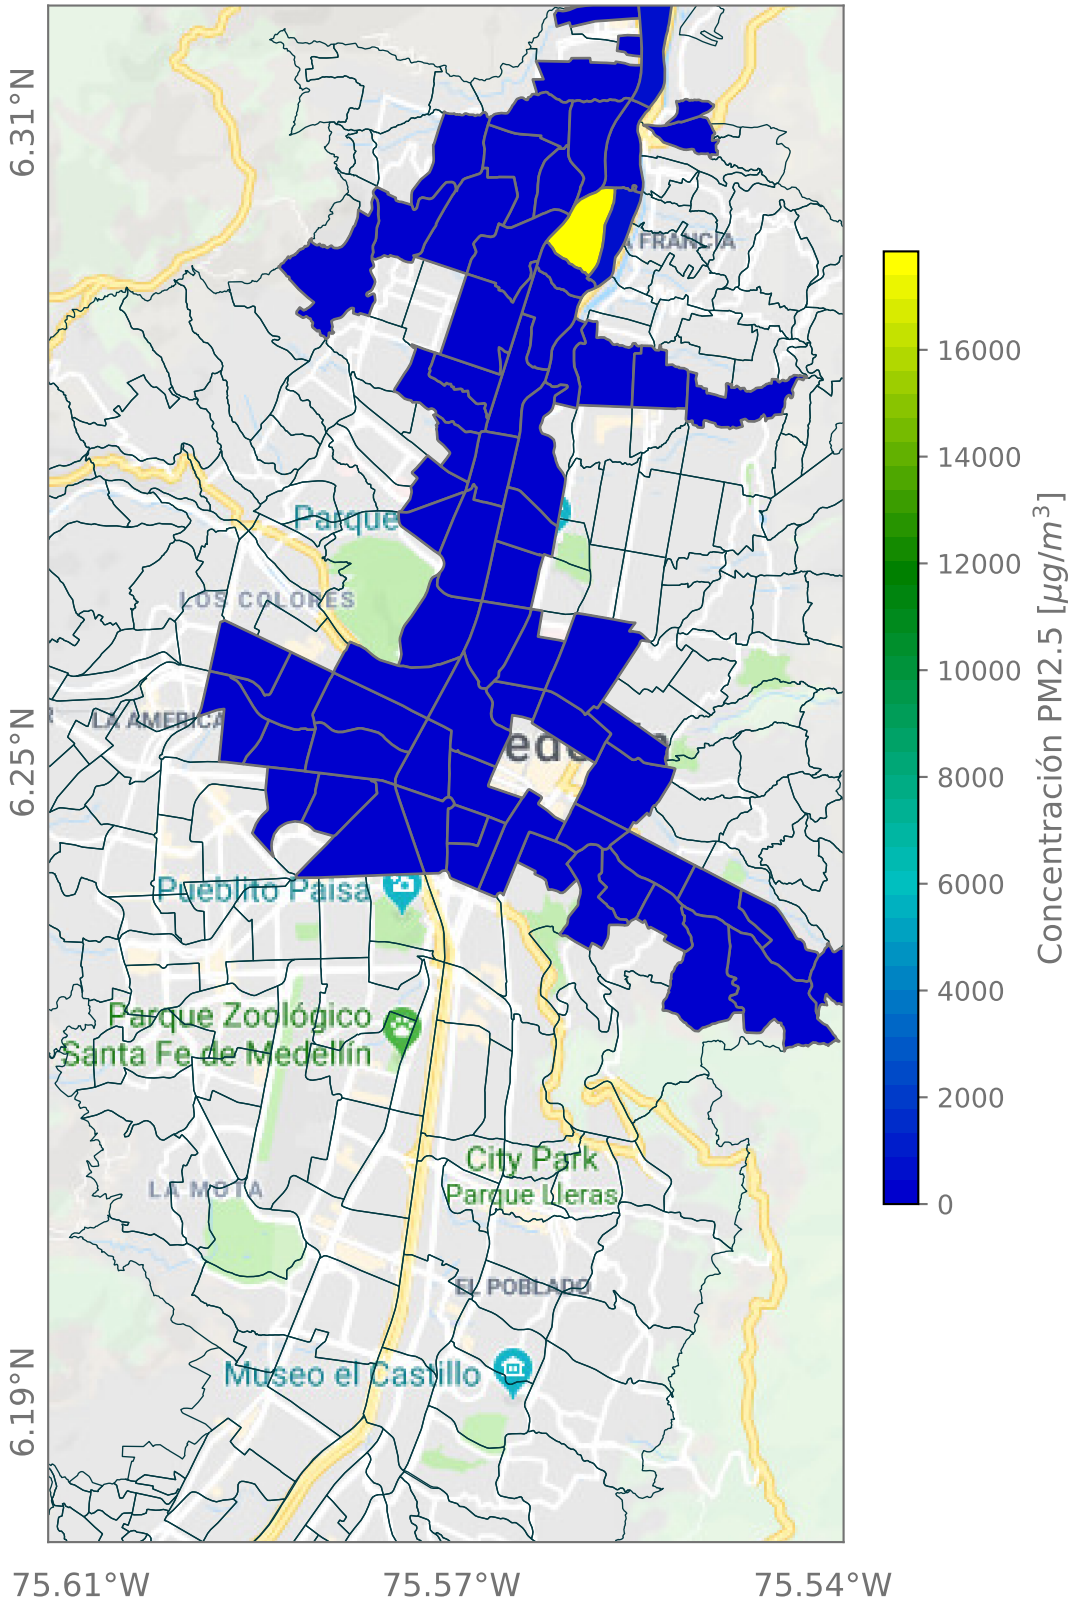 6.31°N
FRANCIA
16000
14000
Parque
12000
LOS COLORES
10000
Concentración PM2.5 [μg/m³]
LA AMERICA
6.25°N
ede
8000
6000
Pueblito Paisa
4000
Parque Zoológico
Santa Fe de Medellín
2000
City Park
Parque Lleras
LA MOTA
0
EL POBLADO
Museo el Castillo
6.19°N
75.61°W
75.57°W
75.54°W